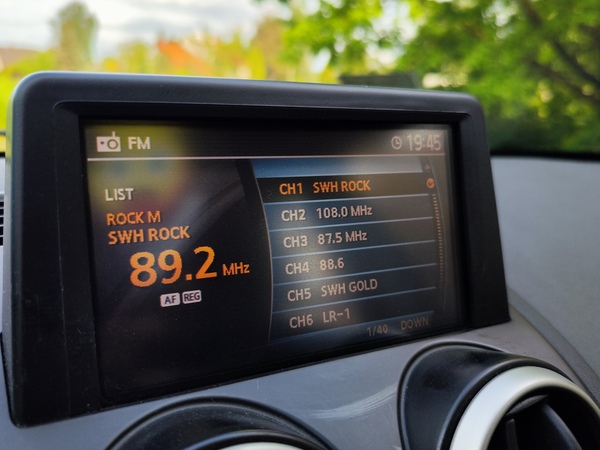 FM
19:45
LIST
ROCK M
SWH ROCK
89.2 MHz
AF REG
CH1 SWH ROCK
CH2 108.0 MHz
CH3 87.5 MHz
CH4 88.6
CH5 SWH GOLD
CH6 LR-1
1/40 DOWN